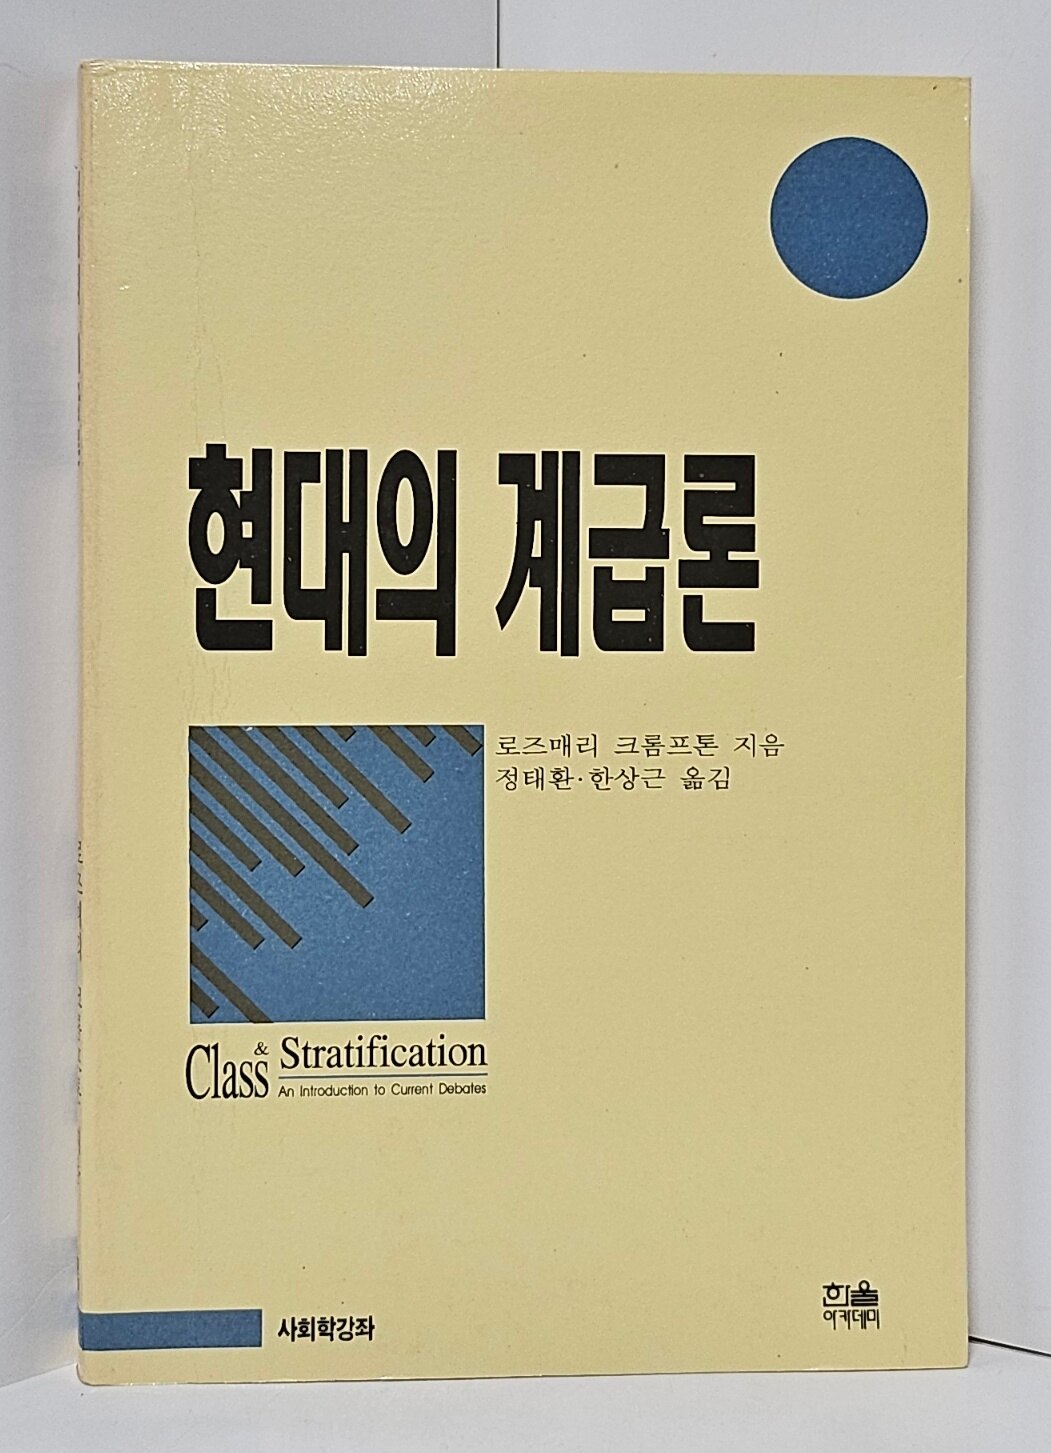 현대의 계급론
로즈매리 크롬프톤 지음
정태환·한상근 옮김
Class & Stratification
An Introduction to Current Debates
사회학강좌
한울
아카데미